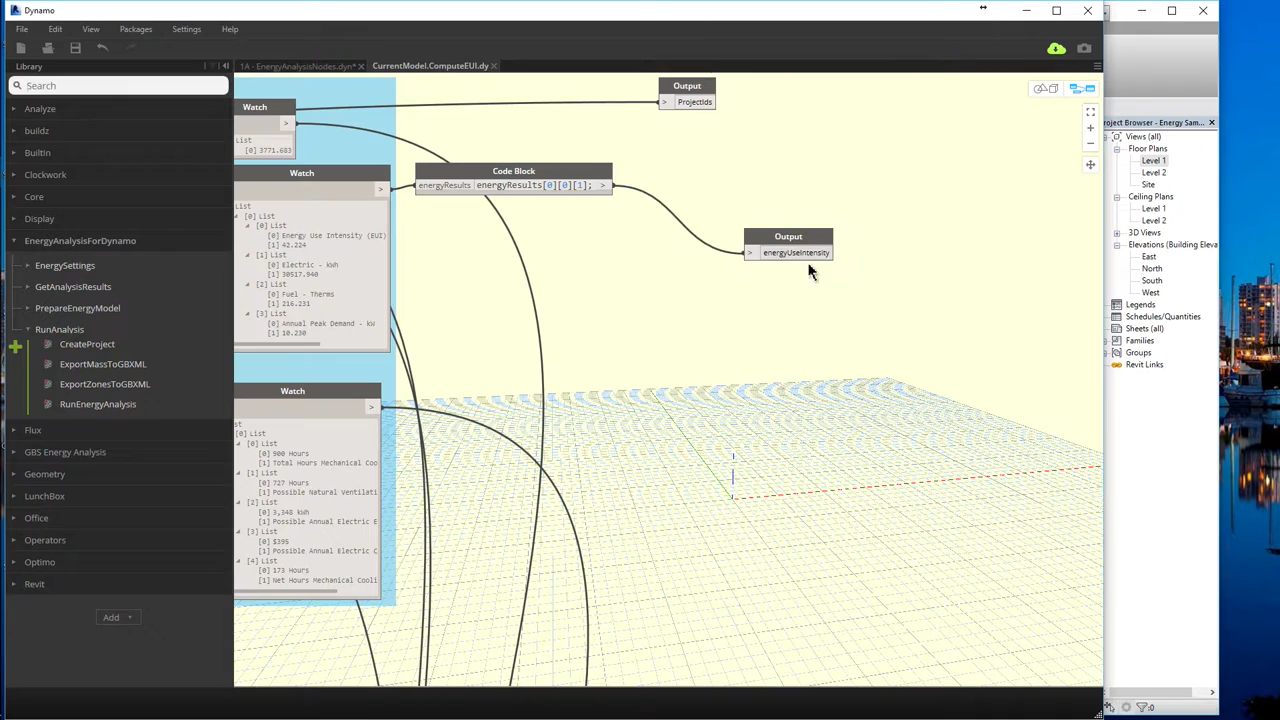 Dynamo
File Edit View Packages Settings Help
Library
1A - EnergyAnalysisNodes.dyn*
CurrentModel.ComputeEUI.dy
Search
Analyze
buildz
BuiltIn
Clockwork
Core
Display
EnergyAnalysisForDynamo
EnergySettings
GetAnalysisResults
PrepareEnergyModel
RunAnalysis
CreateProject
ExportMassToGBXML
ExportZonesToGBXML
RunEnergyAnalysis
Flux
GBS Energy Analysis
Geometry
LunchBox
Office
Operators
Optimo
Revit
Add
Watch
>
List
[0] 3771.683
Watch
>
List
[0] List
[0] List
[0] Energy Use Intensity (EUI)
[1] 42.224
[1] List
[0] Electric - kWh
[1] 30517.940
[2] List
[0] Fuel - Therms
[1] 216.231
[3] List
[0] Annual Peak Demand - kW
[1] 10.230
Watch
>
ist
[0] List
[0] List
[0] 900 Hours
[1] Total Hours Mechanical Coo
[1] List
[0] 727 Hours
[1] Possible Natural Ventilati
[2] List
[0] 3,348 kWh
[1] Possible Annual Electric E
[3] List
[0] $395
[1] Possible Annual Electric C
[4] List
[0] 173 Hours
[1] Net Hours Mechanical Cooli
Code Block
energyResults energyResults[0][0][1]; >
Output
> ProjectIds
Output
> energyUseIntensity
roject Browser - Energy Sam...
Views (all)
Floor Plans
Level 1
Level 2
Site
Ceiling Plans
Level 1
Level 2
3D Views
Elevations (Building Eleva
East
North
South
West
Legends
Schedules/Quantities
Sheets (all)
Families
Groups
Revit Links
:0